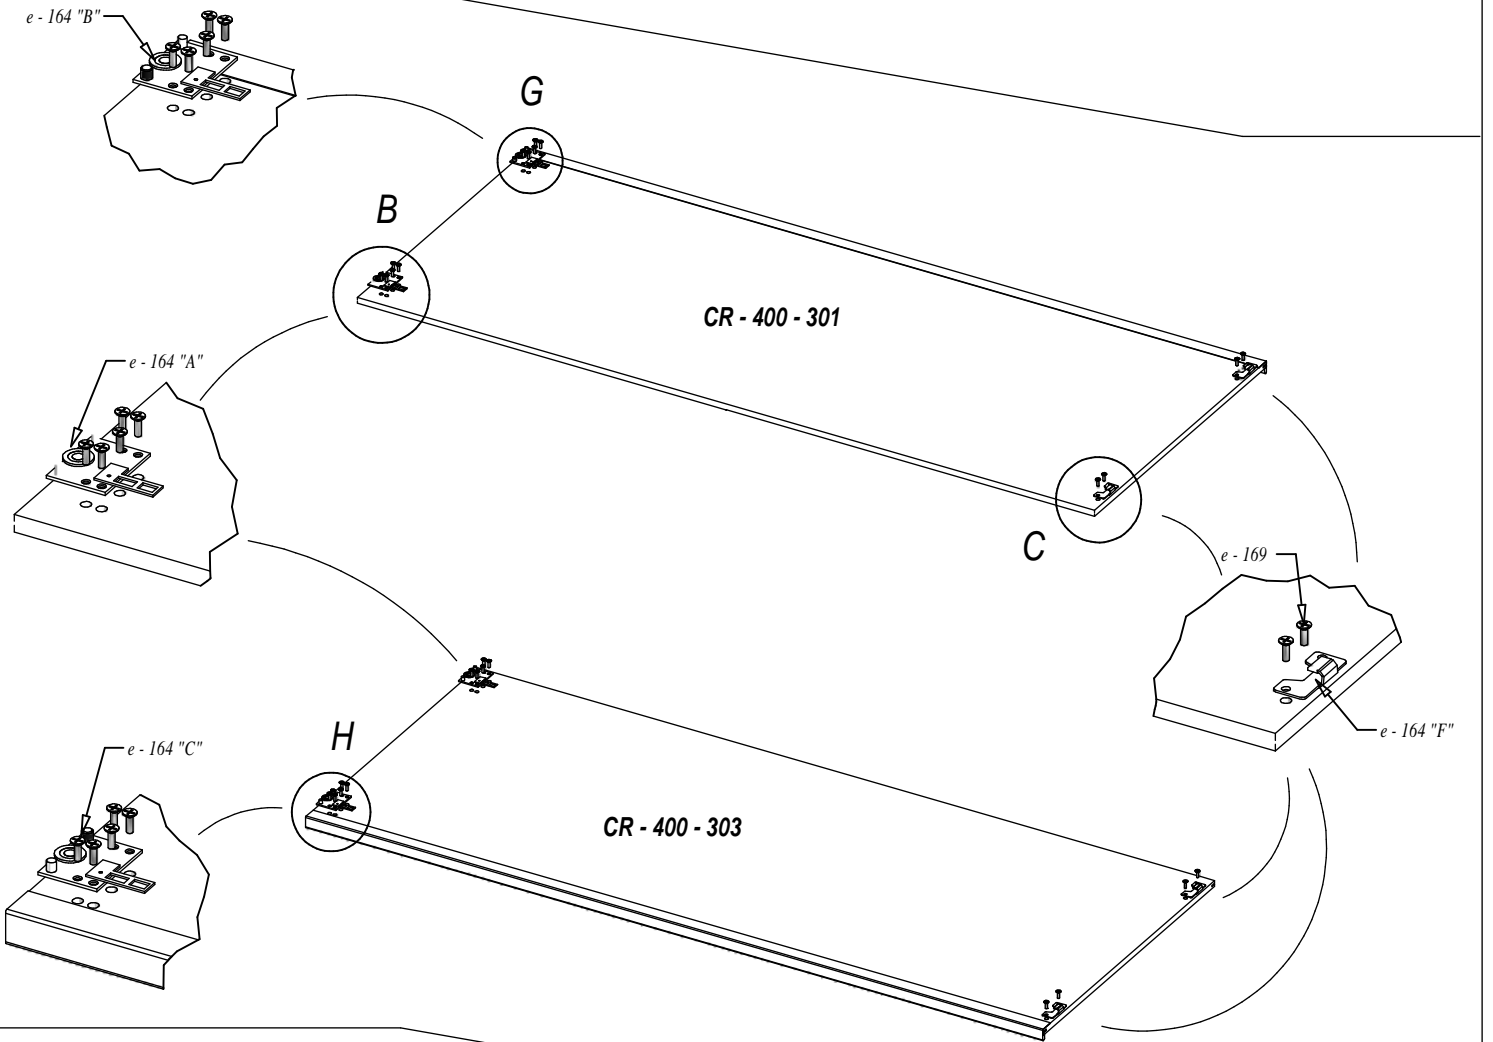 e - 164 "B"
G
B
CR - 400 - 301
e - 164 "A"
C
e - 169
e - 164 "F"
H
e - 164 "C"
CR - 400 - 303